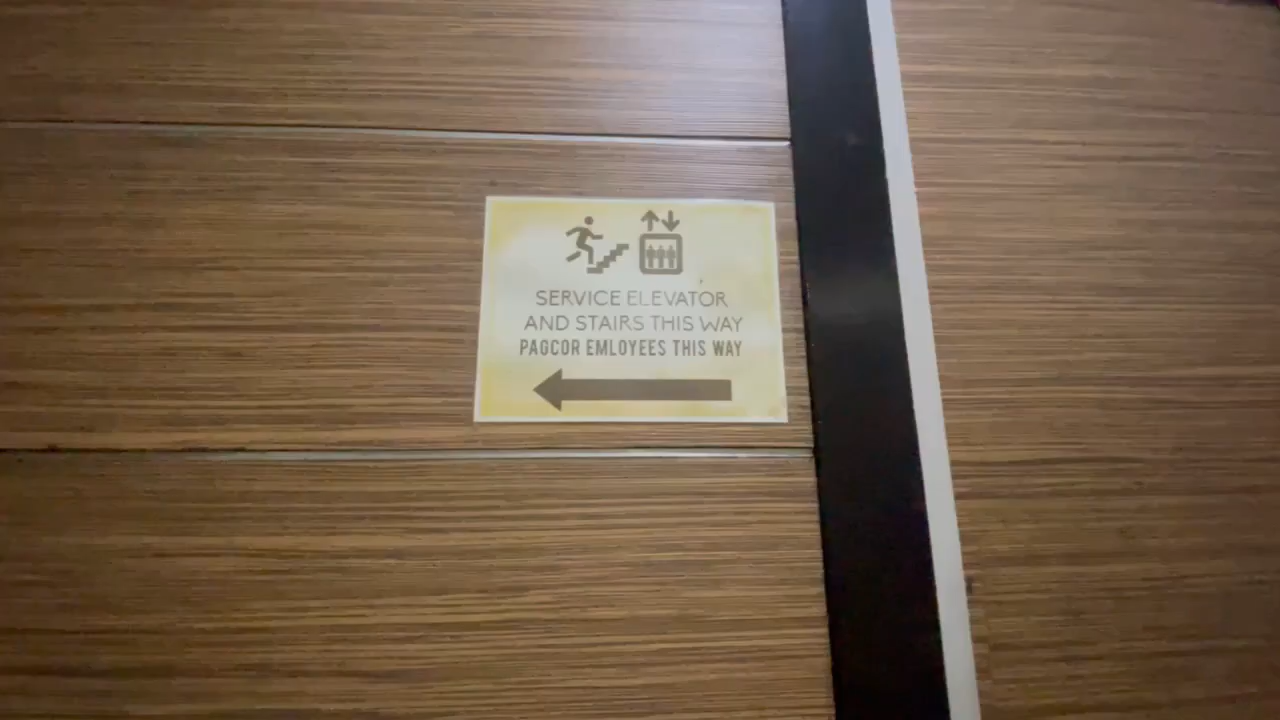 SERVICE ELEVATOR
AND STAIRS THIS WAY
PAGCOR EMLOYEES THIS WAY